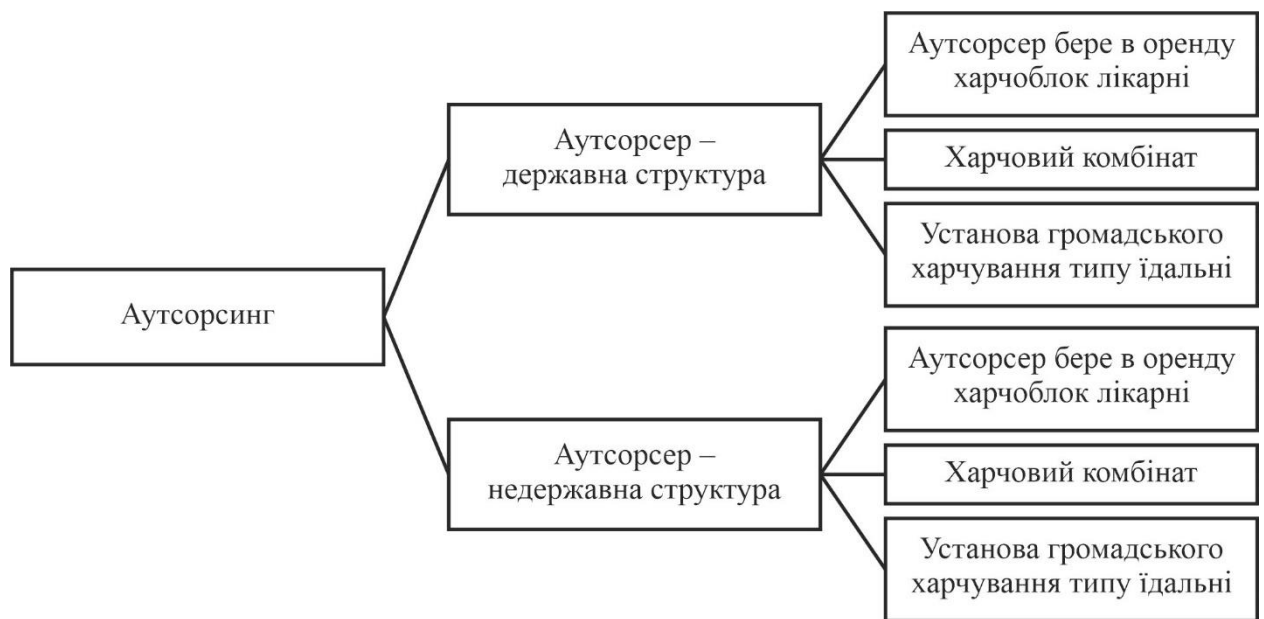 Аутсорсинг
Аутсорсер –
державна структура
Аутсорсер бере в оренду
харчоблок лікарні
Харчовий комбінат
Установа громадського
харчування типу їдальні
Аутсорсер –
недержавна структура
Аутсорсер бере в оренду
харчоблок лікарні
Харчовий комбінат
Установа громадського
харчування типу їдальні